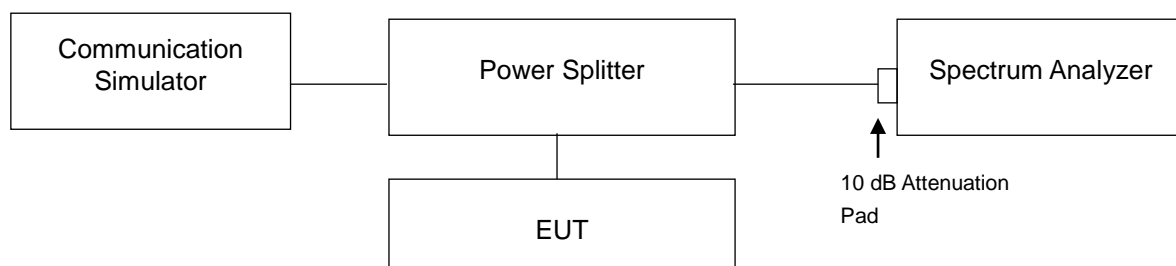 Communication
Simulator
Power Splitter
Spectrum Analyzer
10 dB Attenuation
Pad
EUT